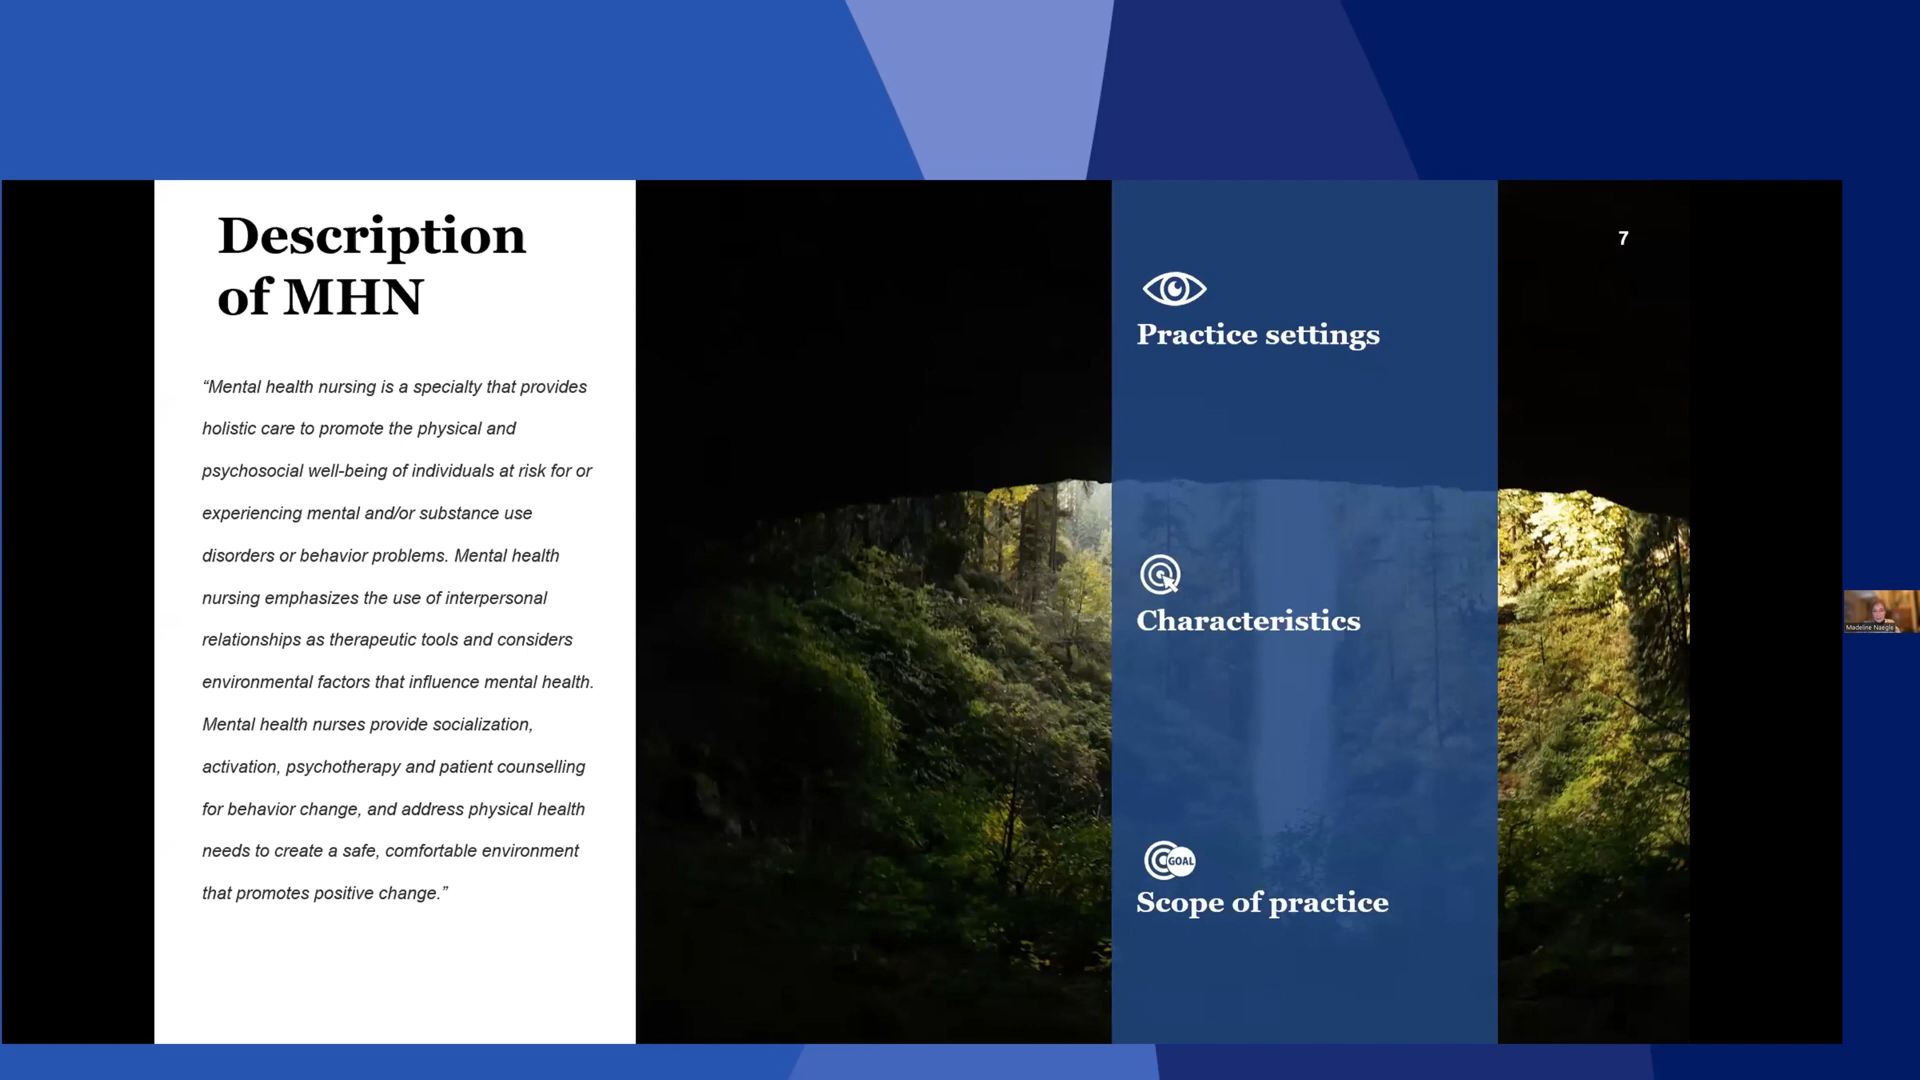 Description
of MHN
“Mental health nursing is a specialty that provides
holistic care to promote the physical and
psychosocial well-being of individuals at risk for or
experiencing mental and/or substance use
disorders or behavior problems. Mental health
nursing emphasizes the use of interpersonal
relationships as therapeutic tools and considers
environmental factors that influence mental health.
Mental health nurses provide socialization,
activation, psychotherapy and patient counselling
for behavior change, and address physical health
needs to create a safe, comfortable environment
that promotes positive change.”
Practice settings
Characteristics
GOAL
Scope of practice
7
Madeline Naegle